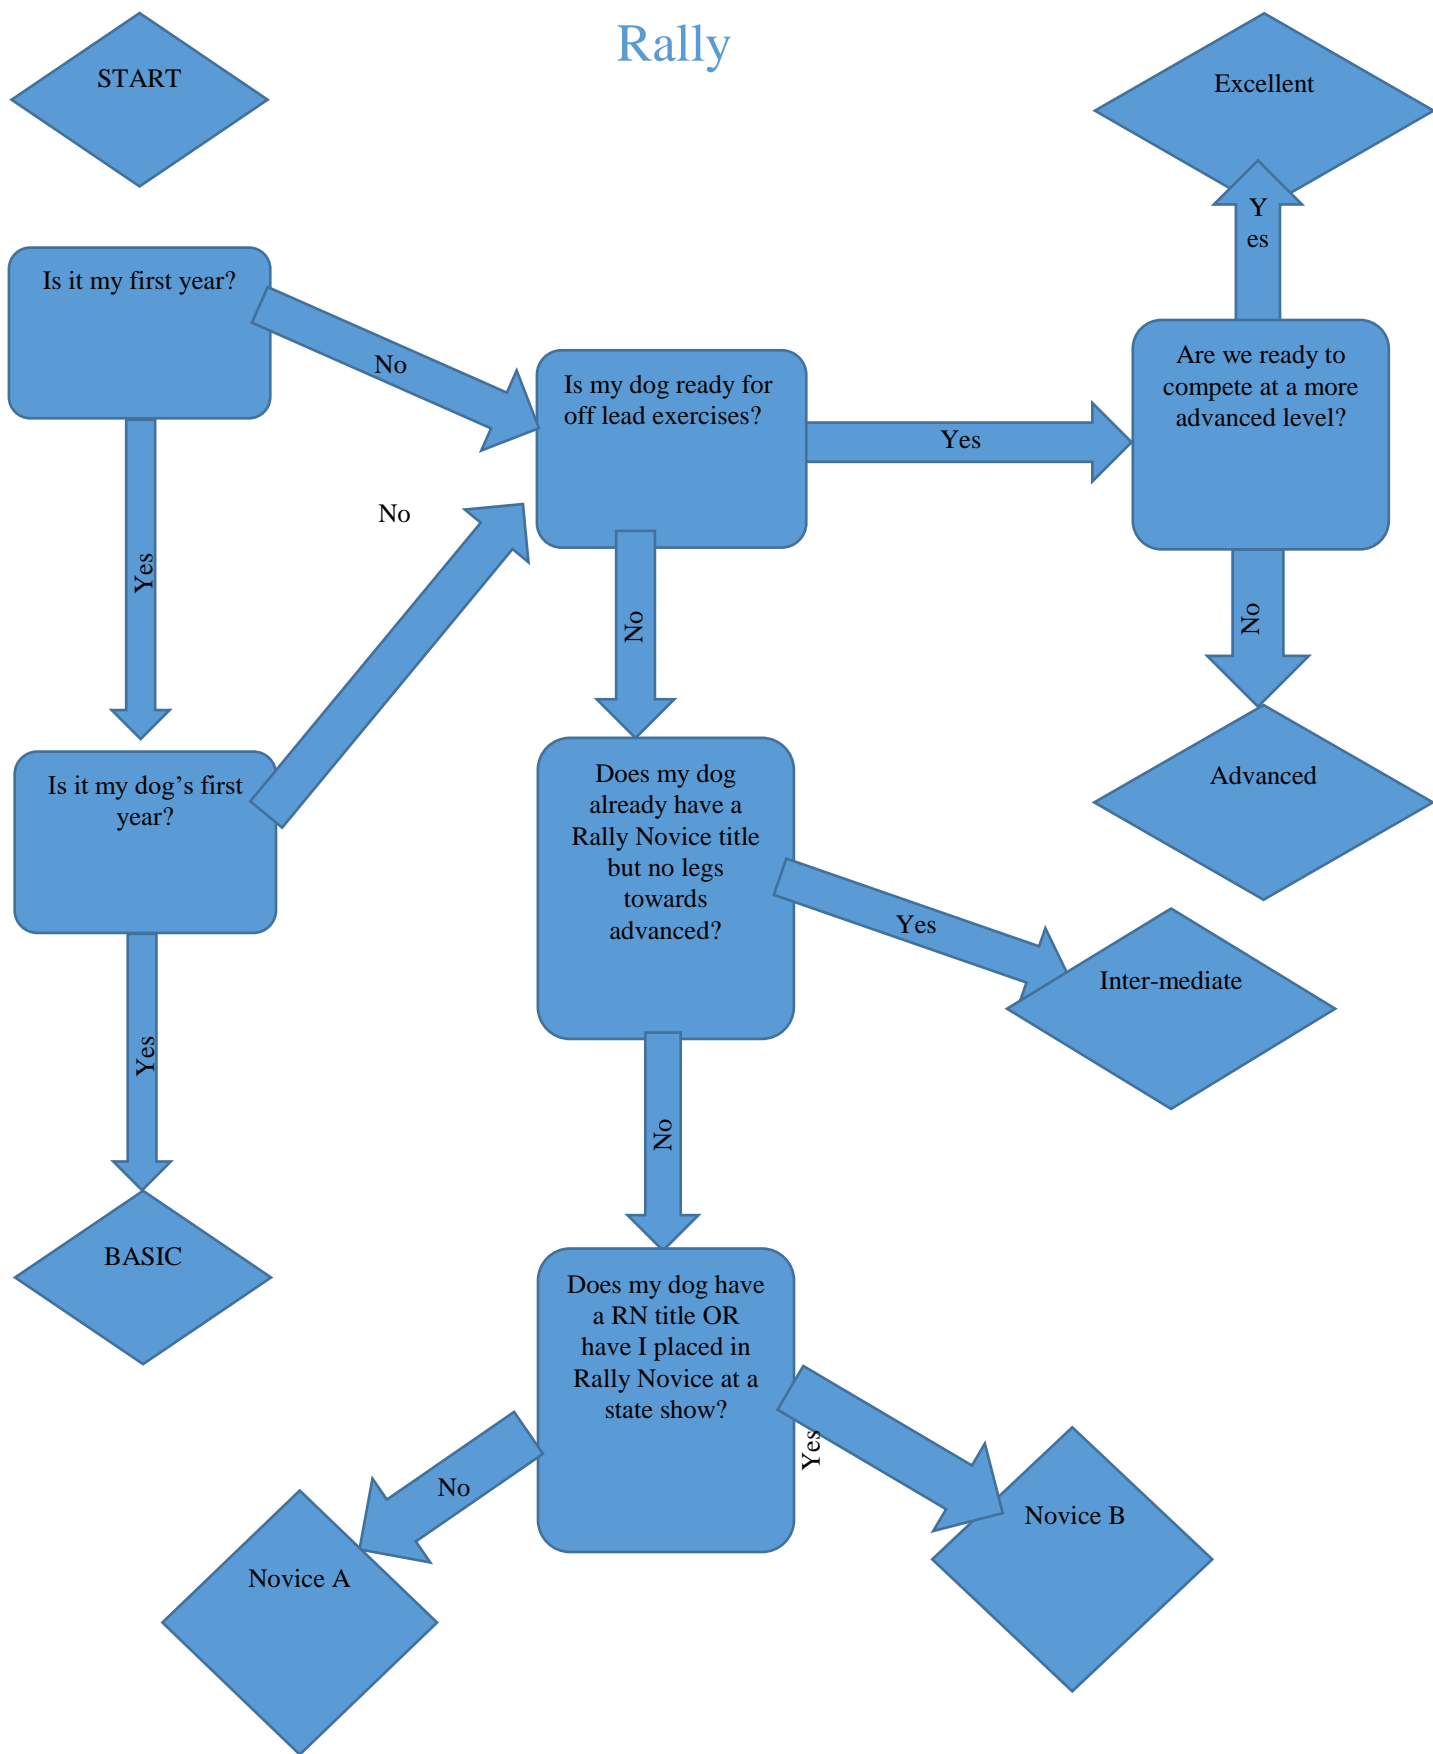 Rally
START
Excellent
Y
es
Is it my first year?
No
Is my dog ready for
off lead exercises?
Yes
Are we ready to
compete at a more
advanced level?
No
Yes
No
No
Is it my dog’s first
year?
Does my dog
already have a
Rally Novice title
but no legs
towards
advanced?
Advanced
Yes
Inter-mediate
Yes
No
BASIC
Does my dog have
a RN title OR
have I placed in
Rally Novice at a
state show?
No
Yes
Novice A
Novice B